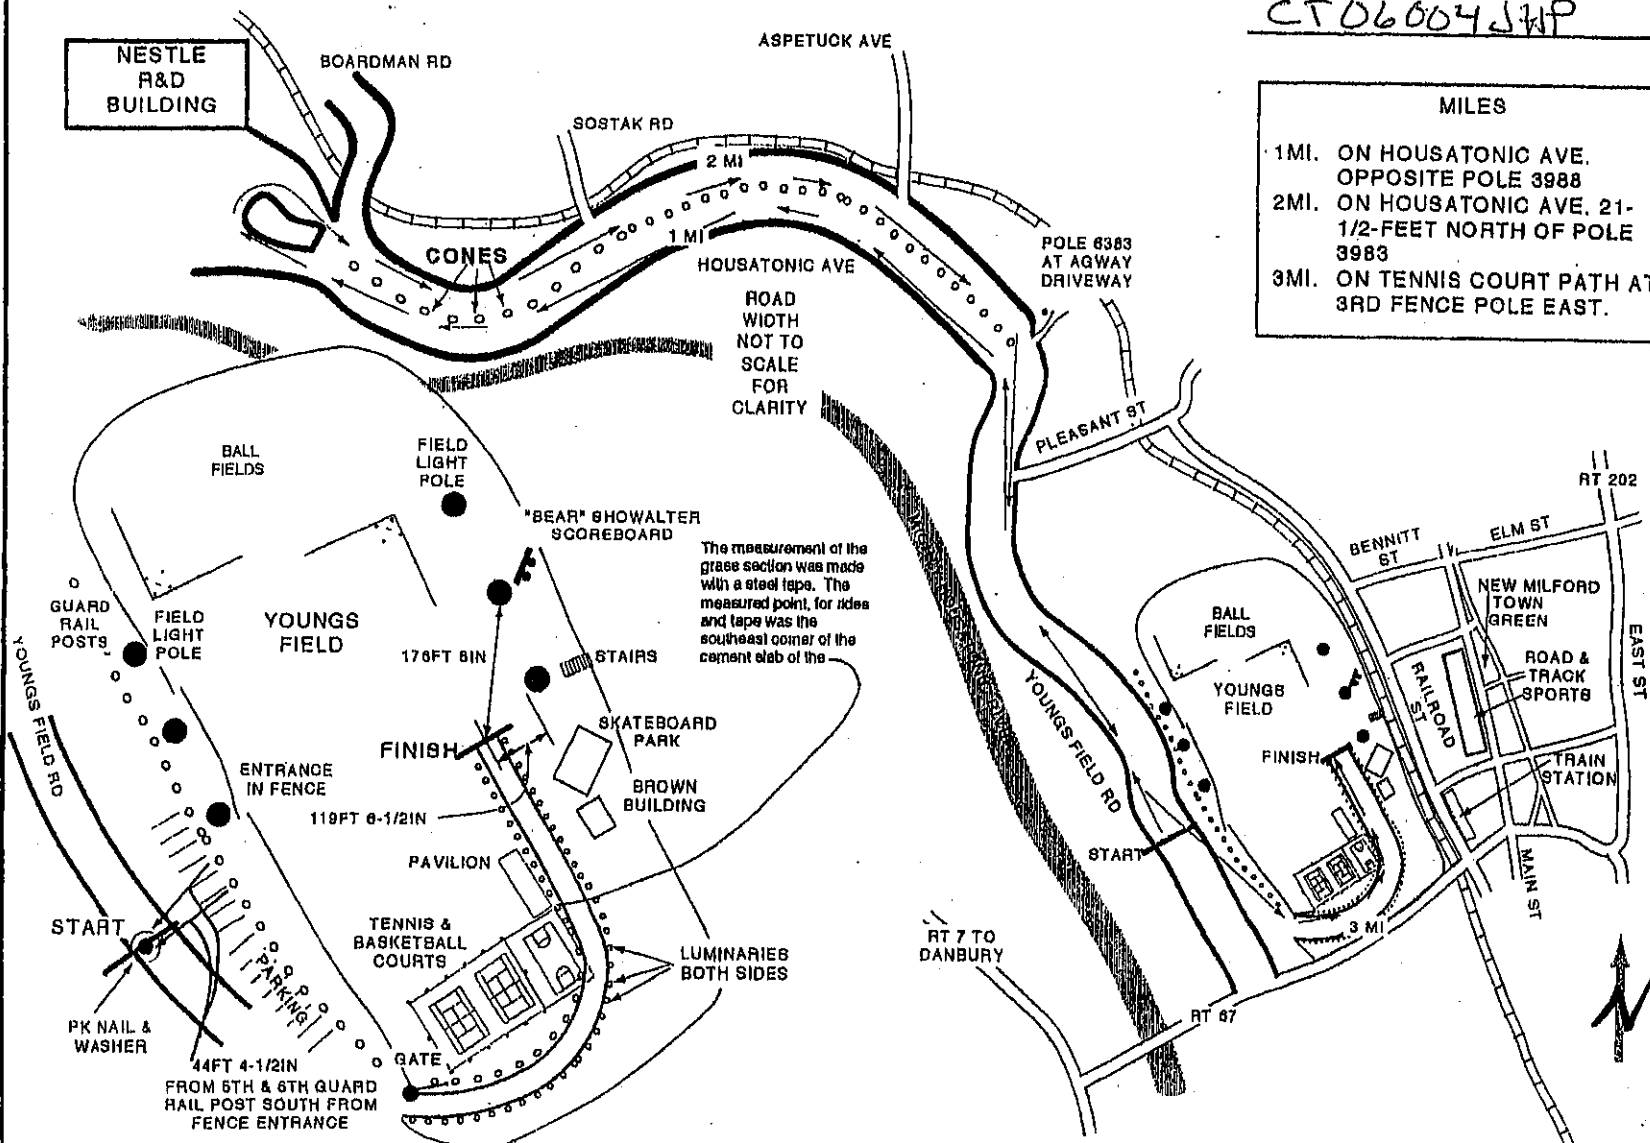 CT06004JHP
NESTLE
R&D
BUILDING
BOARDMAN RD
ASPETUCK AVE
SOSTAK RD
2 MI
MILES
1MI. ON HOUSATONIC AVE.
OPPOSITE POLE 3988
2MI. ON HOUSATONIC AVE. 21-
1/2-FEET NORTH OF POLE
3983
3MI. ON TENNIS COURT PATH AT
3RD FENCE POLE EAST.
CONES
1 MI
HOUSATONIC AVE
POLE 6383
AT AGWAY
DRIVEWAY
ROAD
WIDTH
NOT TO
SCALE
FOR
CLARITY
PLEASANT ST
BALL
FIELDS
FIELD
LIGHT
POLE
"BEAR" SHOWALTER
SCOREBOARD
The measurement of the
grass section was made
with a steel tape. The
measured point, for rides
and tape was the
southeast corner of the
cement slab of the
GUARD
RAIL
POSTS
FIELD
LIGHT
POLE
YOUNGS
FIELD
176FT 8IN
STAIRS
YOUNGS FIELD RD
FINISH
SKATEBOARD
PARK
ENTRANCE
IN FENCE
BROWN
BUILDING
119FT 6-1/2IN
PAVILION
START
TENNIS &
BASKETBALL
COURTS
LUMINARIES
BOTH SIDES
PARKING
PK NAIL &
WASHER
GATE
44FT 4-1/2IN
FROM 5TH & 6TH GUARD
RAIL POST SOUTH FROM
FENCE ENTRANCE
RT 202
BENNITT
ST
ELM ST
NEW MILFORD
TOWN
GREEN
BALL
FIELDS
EAST ST
ROAD &
TRACK
SPORTS
RAILROAD
ST
YOUNGS
FIELD
YOUNGS FIELD RD
FINISH
TRAIN
STATION
START
MAIN ST
3 MI
RT 7 TO
DANBURY
RT 67
N